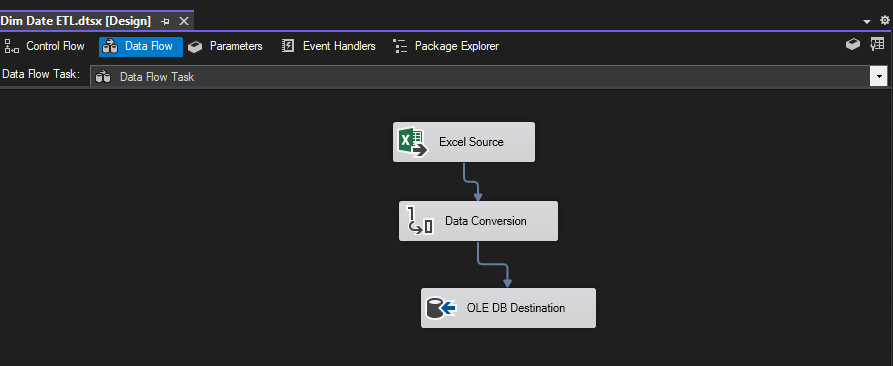 Dim Date ETL.dtsx [Design]
Control Flow Data Flow Parameters Event Handlers Package Explorer
Data Flow Task: Data Flow Task
Excel Source
Data Conversion
OLE DB Destination